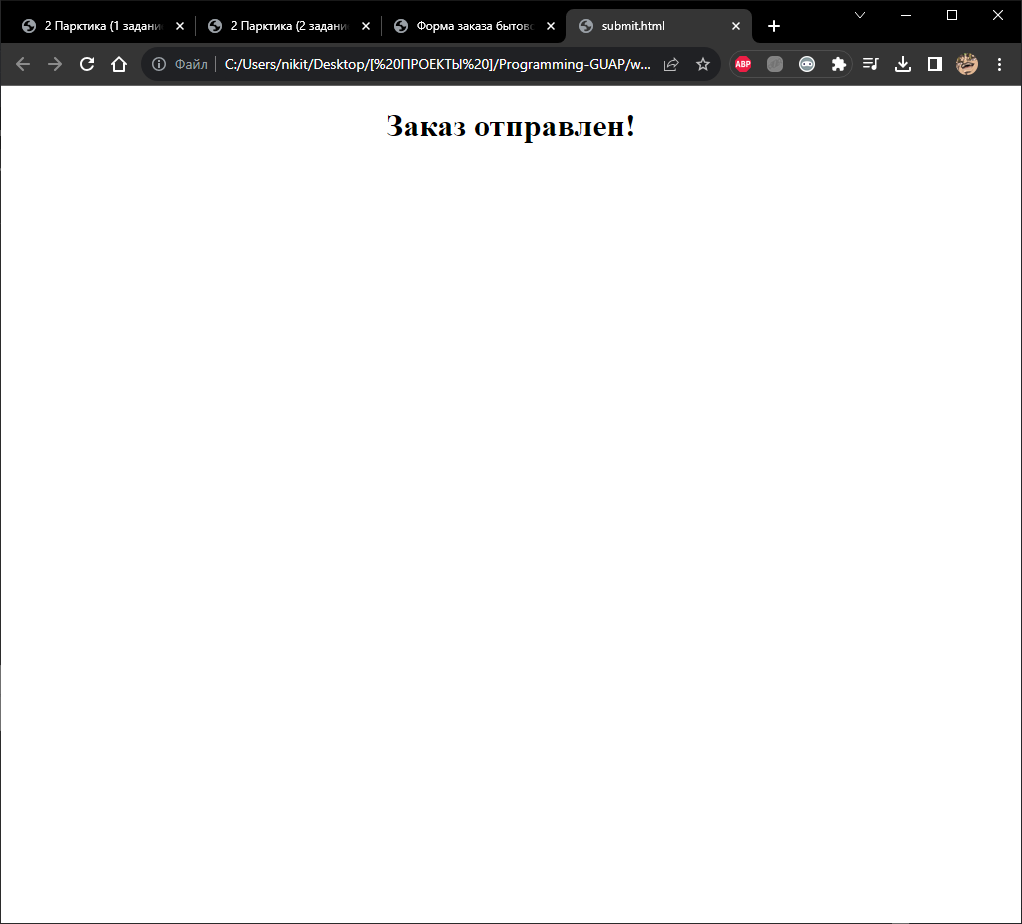 2 Парктика (1 задани
2 Парктика (2 задани
Форма заказа бытов
submit.html
Файл
C:/Users/nikit/Desktop/[%20ПРОЕКТЫ%20]/Programming-GUAP/w...
ABP
Заказ отправлен!